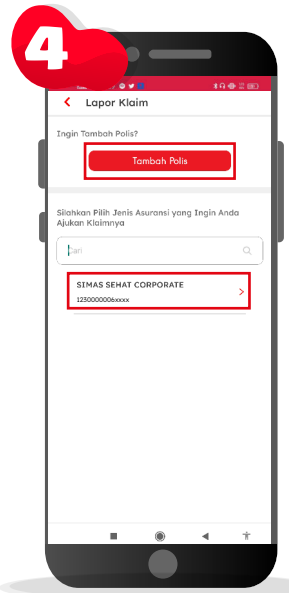 4
Lapor Klaim
Ingin Tambah Polis?
Tambah Polis
Silahkan Pilih Jenis Asuransi yang Ingin Anda
Ajukan Klaimnya
Cari
SIMAS SEHAT CORPORATE
1230000006xxxx